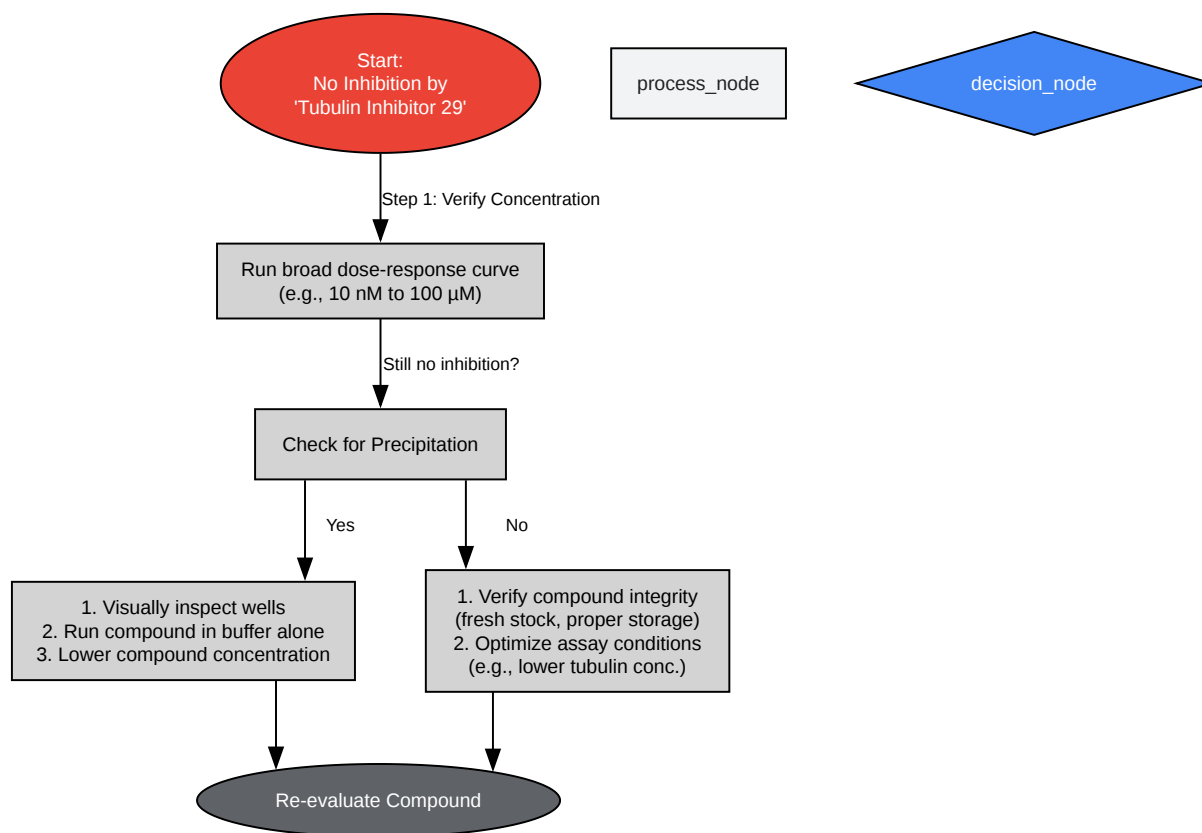 Start:
No Inhibition by
'Tubulin Inhibitor 29'
process_node
decision_node
Step 1: Verify Concentration
Run broad dose-response curve
(e.g., 10 nM to 100 µM)
Still no inhibition?
Check for Precipitation
Yes
No
1. Visually inspect wells
2. Run compound in buffer alone
3. Lower compound concentration
1. Verify compound integrity
(fresh stock, proper storage)
2. Optimize assay conditions
(e.g., lower tubulin conc.)
Re-evaluate Compound